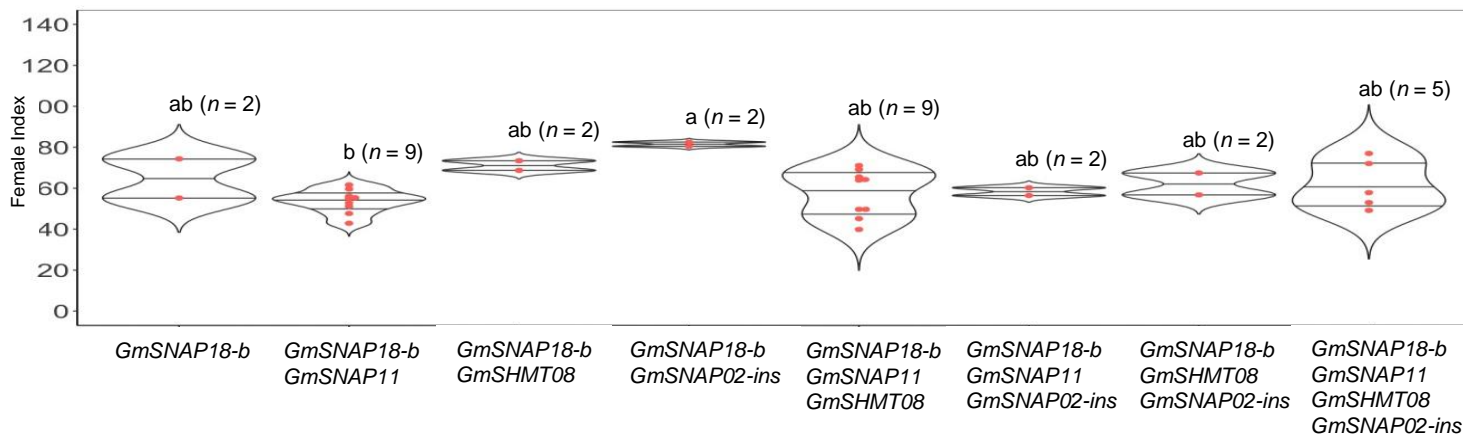 Female Index
140
120
00
80
60
40
20
0
ab (n = 2)
b (n = 9)
ab (n = 2)
a (n = 2)
ab (n = 9)
ab (n = 2)
ab (n = 2)
ab (n = 5)
GmSNAP18-b
GmSNAP18-b
GmSNAP11
GmSNAP18-b
GmSHMT08
GmSNAP18-b
GmSNAP02-ins
GmSNAP18-b
GmSNAP11
GmSHMT08
GmSNAP18-b
GmSNAP11
GmSNAP02-ins
GmSNAP18-b
GmSHMT08
GmSNAP02-ins
GmSNAP18-b
GmSNAP11
GmSHMT08
GmSNAP02-ins